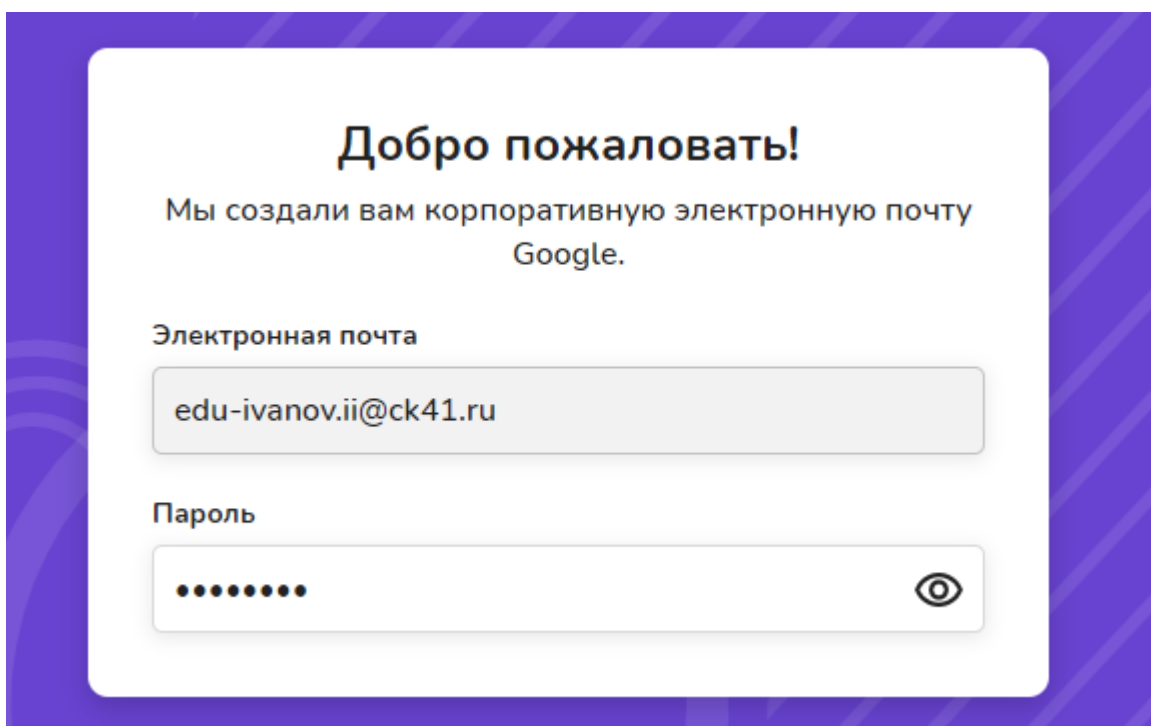 Добро пожаловать!
Мы создали вам корпоративную электронную почту
Google.
Электронная почта
edu-ivanov.ii@ck41.ru
Пароль
••••••••